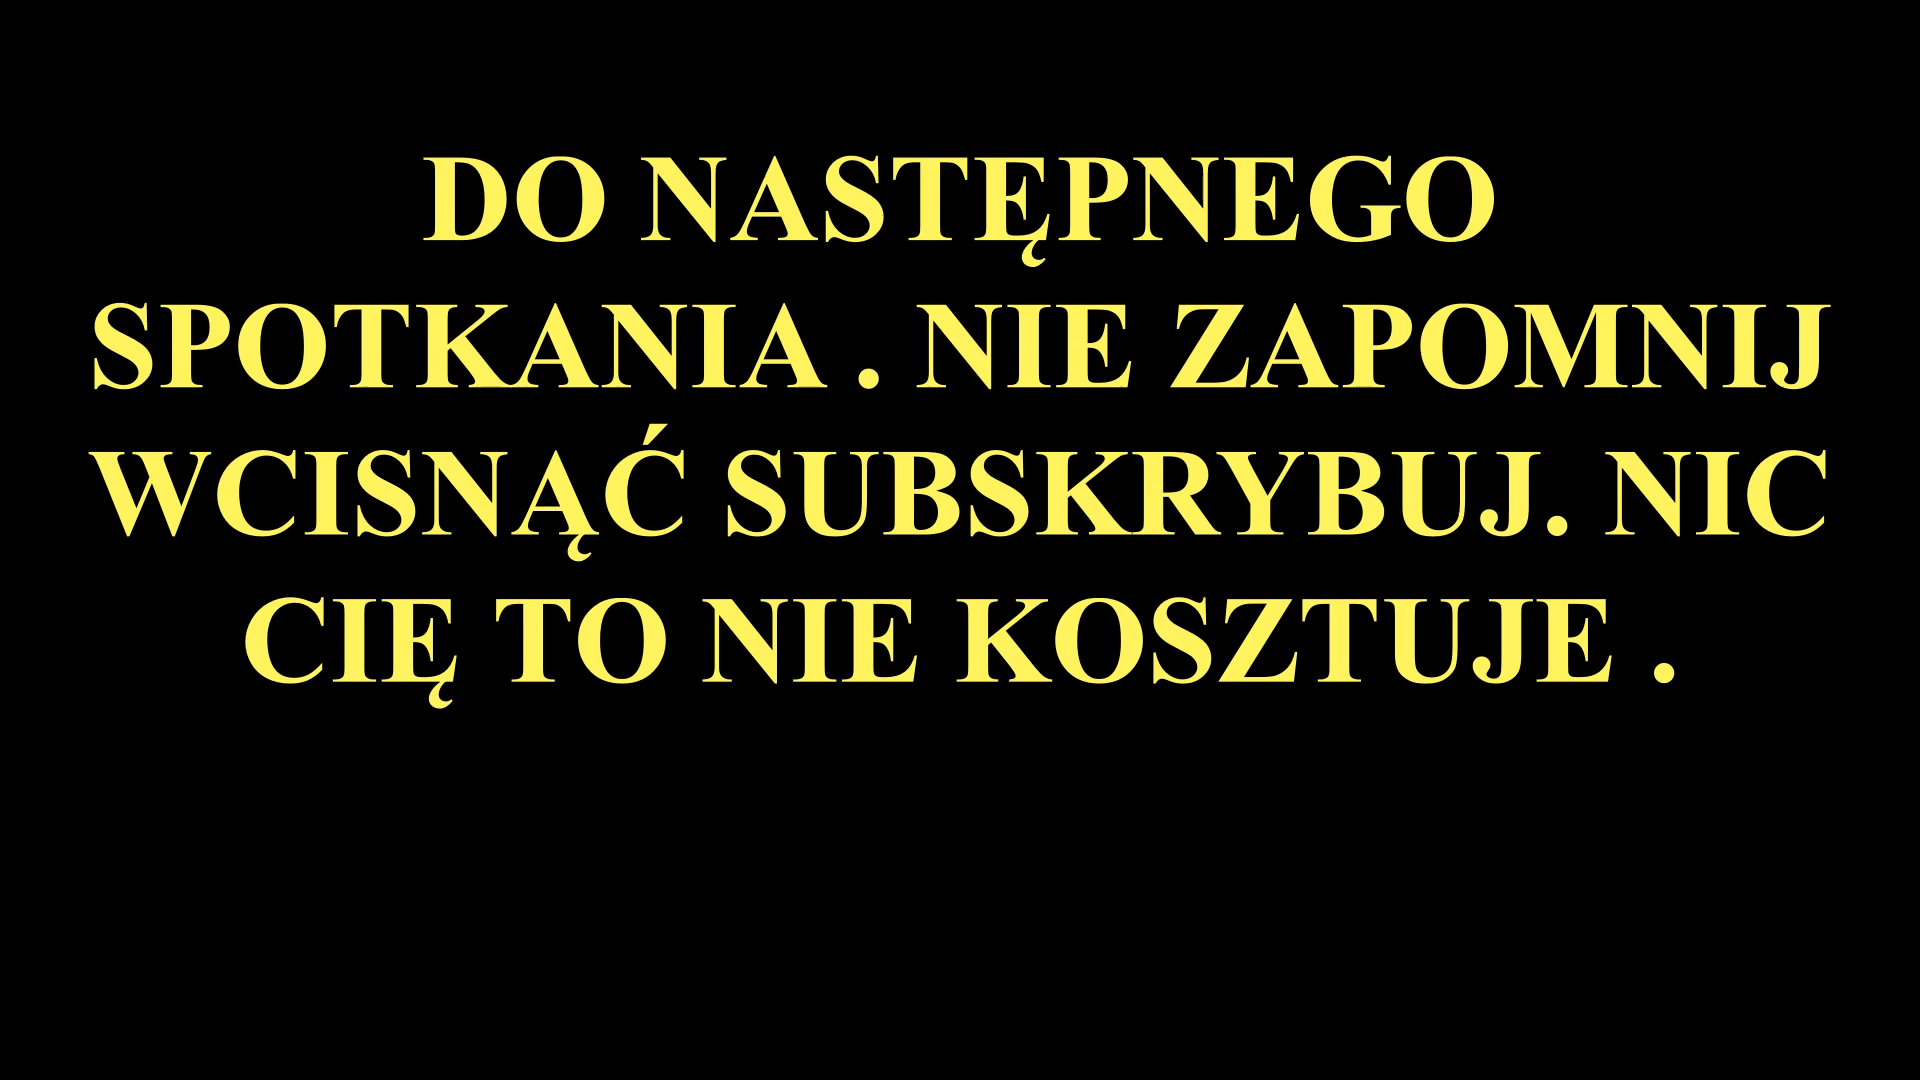 DO NASTĘPNEGO
SPOTKANIA . NIE ZAPOMNIJ
WCISNĄĆ SUBSKRYBUJ. NIC
CIĘ TO NIE KOSZTUJE .